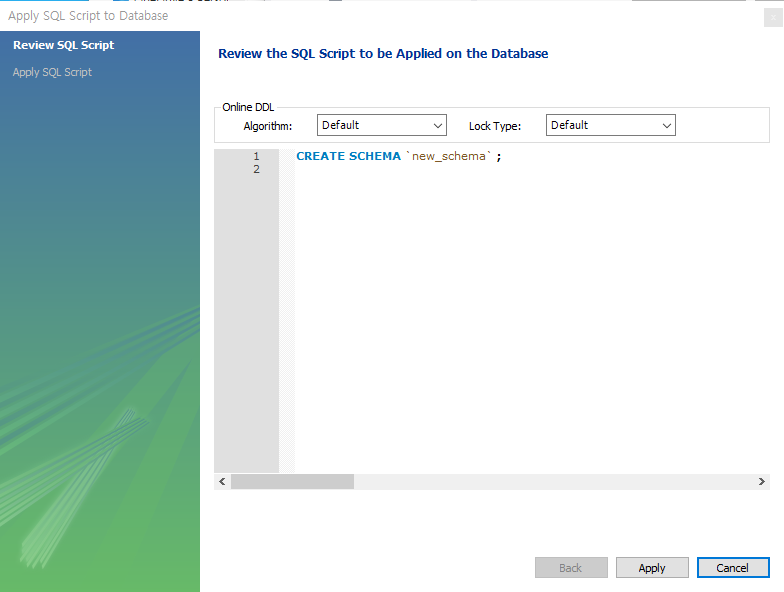 Apply SQL Script to Database
Review SQL Script
Apply SQL Script
Review the SQL Script to be Applied on the Database
Online DDL
Algorithm: Default Lock Type: Default
1 CREATE SCHEMA `new_schema` ;
2
Back Apply Cancel